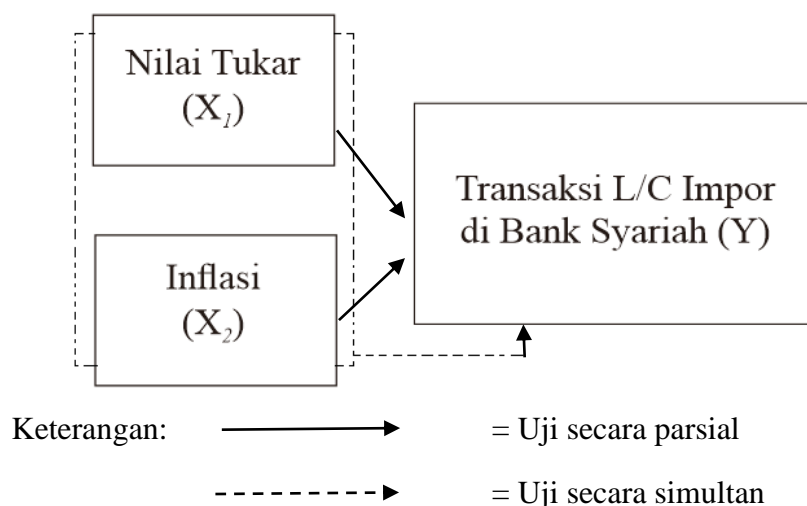 Nilai Tukar
(X1)
Transaksi L/C Impor
di Bank Syariah (Y)
Inflasi
(X2)
Keterangan:
= Uji secara parsial
= Uji secara simultan